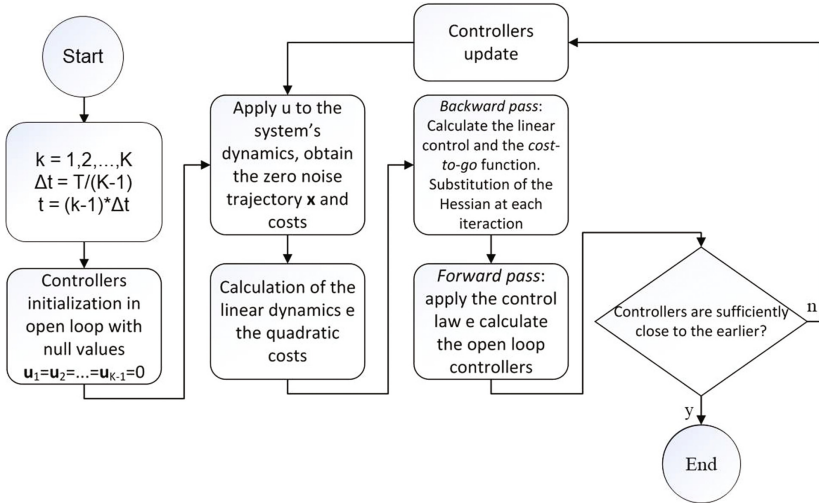 Start
k = 1,2,...,K
Δt = T/(K-1)
t = (k-1)*Δt
Controllers
initialization in
open loop with
null values
u₁=u₂=...=u_K-1=0
Apply u to the
system's
dynamics, obtain
the zero noise
trajectory x and
costs
Calculation of the
linear dynamics e
the quadratic
costs
Controllers
update
Backward pass:
Calculate the linear
control and the cost-
to-go function.
Substitution of the
Hessian at each
iteraction
Forward pass:
apply the control
law e calculate
the open loop
controllers
Controllers are sufficiently
close to the earlier?
n
y
End